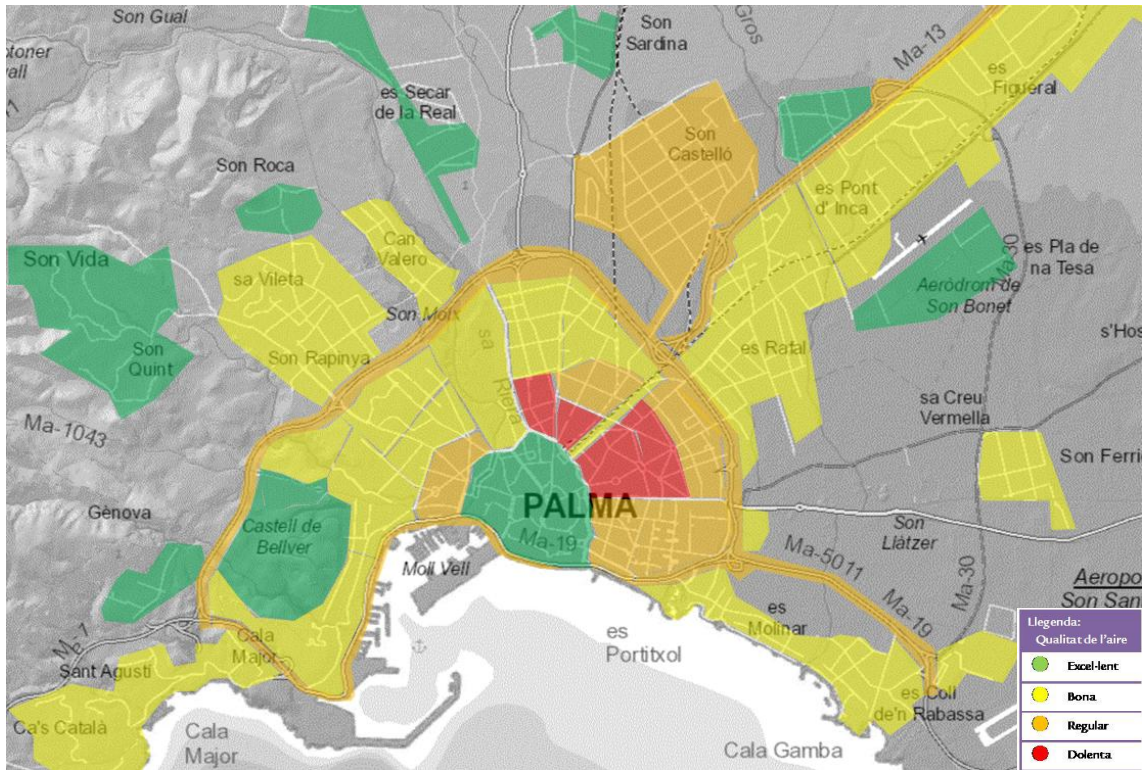 Son Gual
Son
Sardina
Gros
Ma-13
es
Figueral
es Secar
de la Real
Son
Castelló
Son Roca
es Pont
d' Inca
Can
Valero
Son Vida
sa Vileta
Ma-30
es Pla de
na Tesa
Aeròdrom de
Son Bonet
Son Moix
sa
Riera
Son
Quint
Son Rapinya
es Rafal
s'Hos
sa Creu
Vermella
Ma-1043
Son Ferri
Gènova
PALMA
Castell de
Bellver
Ma-19
Son
Llàtzer
Moll Vell
Ma-5011
Ma-30
Aeropo
Son San
Ma-19
es
Molinar
es
Portitxol
Ma-1
Cala
Major
Sant Agustí
es Coll
de'n Rabassa
Ca's Català
Cala
Major
Cala Gamba
Llegenda:
Qualitat de l'aire
Excel·lent
Bona
Regular
Dolenta